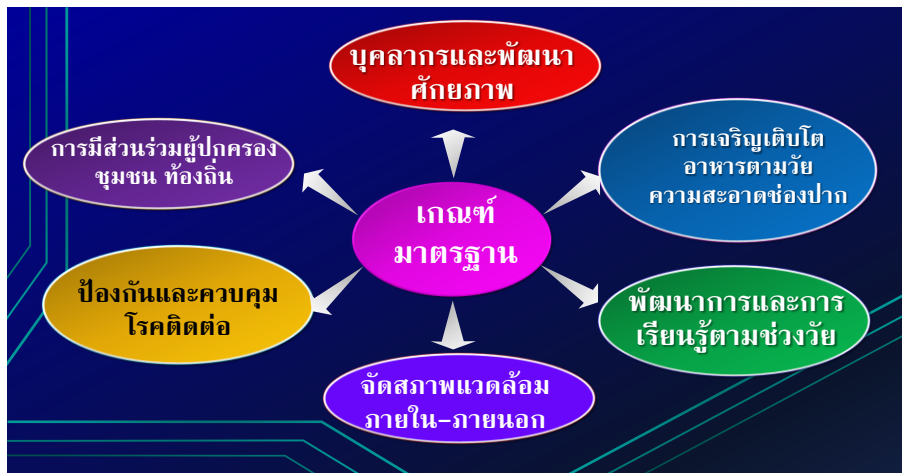 บุคลากรและพัฒนา
ศักยภาพ
การมีส่วนร่วมผู้ปกครอง
ชุมชน ท้องถิ่น
การเจริญเติบโต
อาหารตามวัย
ความสะอาดช่องปาก
เกณฑ์
มาตรฐาน
ป้องกันและควบคุม
โรคติดต่อ
พัฒนาการและการ
เรียนรู้ตามช่วงวัย
จัดสภาพแวดล้อม
ภายใน-ภายนอก